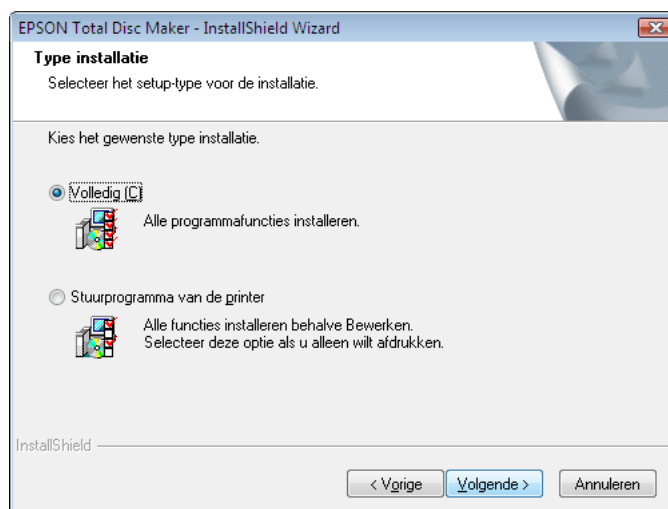 EPSON Total Disc Maker - InstallShield Wizard
Type installatie
Selecteer het setup-type voor de installatie.
Kies het gewenste type installatie.
Volledig (C)
Alle programmafuncties installeren.
Stuurprogramma van de printer
Alle functies installeren behalve Bewerken.
Selecteer deze optie als u alleen wilt afdrukken.
InstallShield
< Vorige Volgende > Annuleren